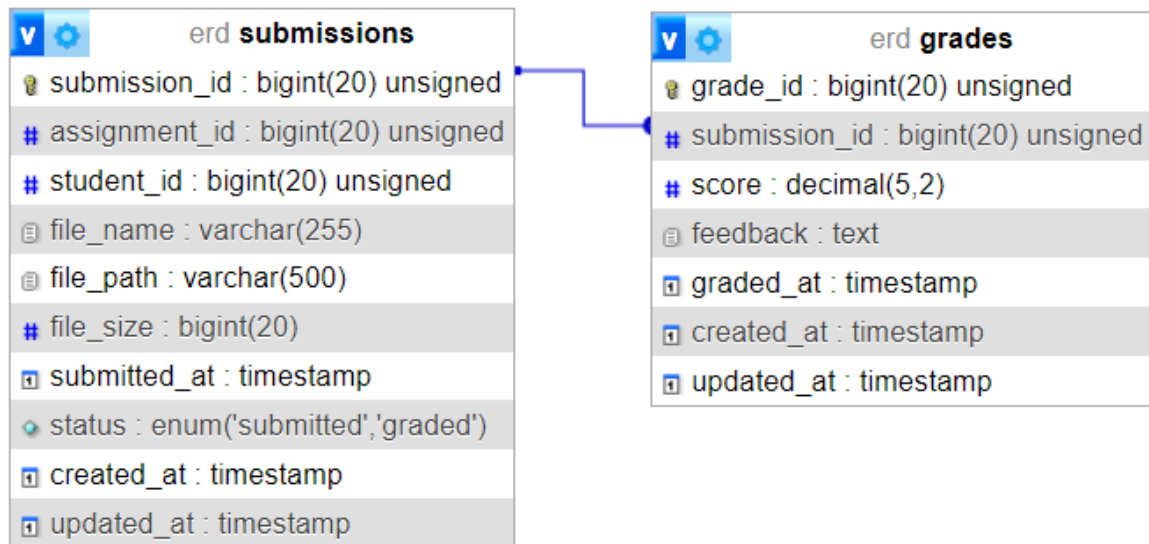 v erd submissions
submission_id : bigint(20) unsigned
# assignment_id : bigint(20) unsigned
# student_id : bigint(20) unsigned
file_name : varchar(255)
file_path : varchar(500)
# file_size : bigint(20)
submitted_at : timestamp
status : enum('submitted','graded')
created_at : timestamp
updated_at : timestamp
v erd grades
grade_id : bigint(20) unsigned
# submission_id : bigint(20) unsigned
# score : decimal(5,2)
feedback : text
graded_at : timestamp
created_at : timestamp
updated_at : timestamp